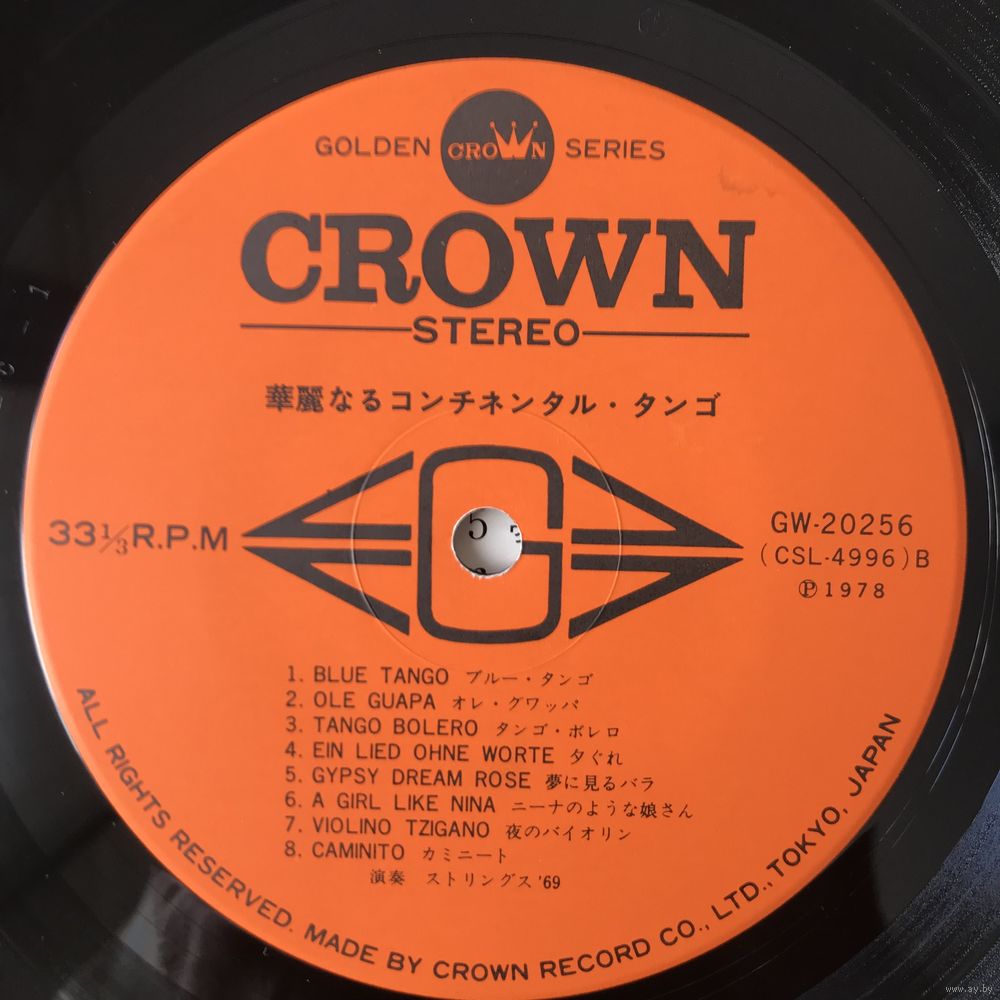 GOLDEN CROWN SERIES
CROWN
STEREO
華麗なるコンチネンタル・タンゴ
33⅓R.P.M
G
5
GW-20256
(CSL-4996)B
Ⓟ1978
1. BLUE TANGO ブルー・タンゴ
2. OLE GUAPA オレ・グワッパ
3. TANGO BOLERO タンゴ・ボレロ
4. EIN LIED OHNE WORTE 夕ぐれ
5. GYPSY DREAM ROSE 夢に見るバラ
6. A GIRL LIKE NINA ニーナのような娘さん
7. VIOLINO TZIGANO 夜のバイオリン
8. CAMINITO カミニート
演奏 ストリングス'69
ALL RIGHTS RESERVED. MADE BY CROWN RECORD CO., LTD., TOKYO, JAPAN
www.ay.by